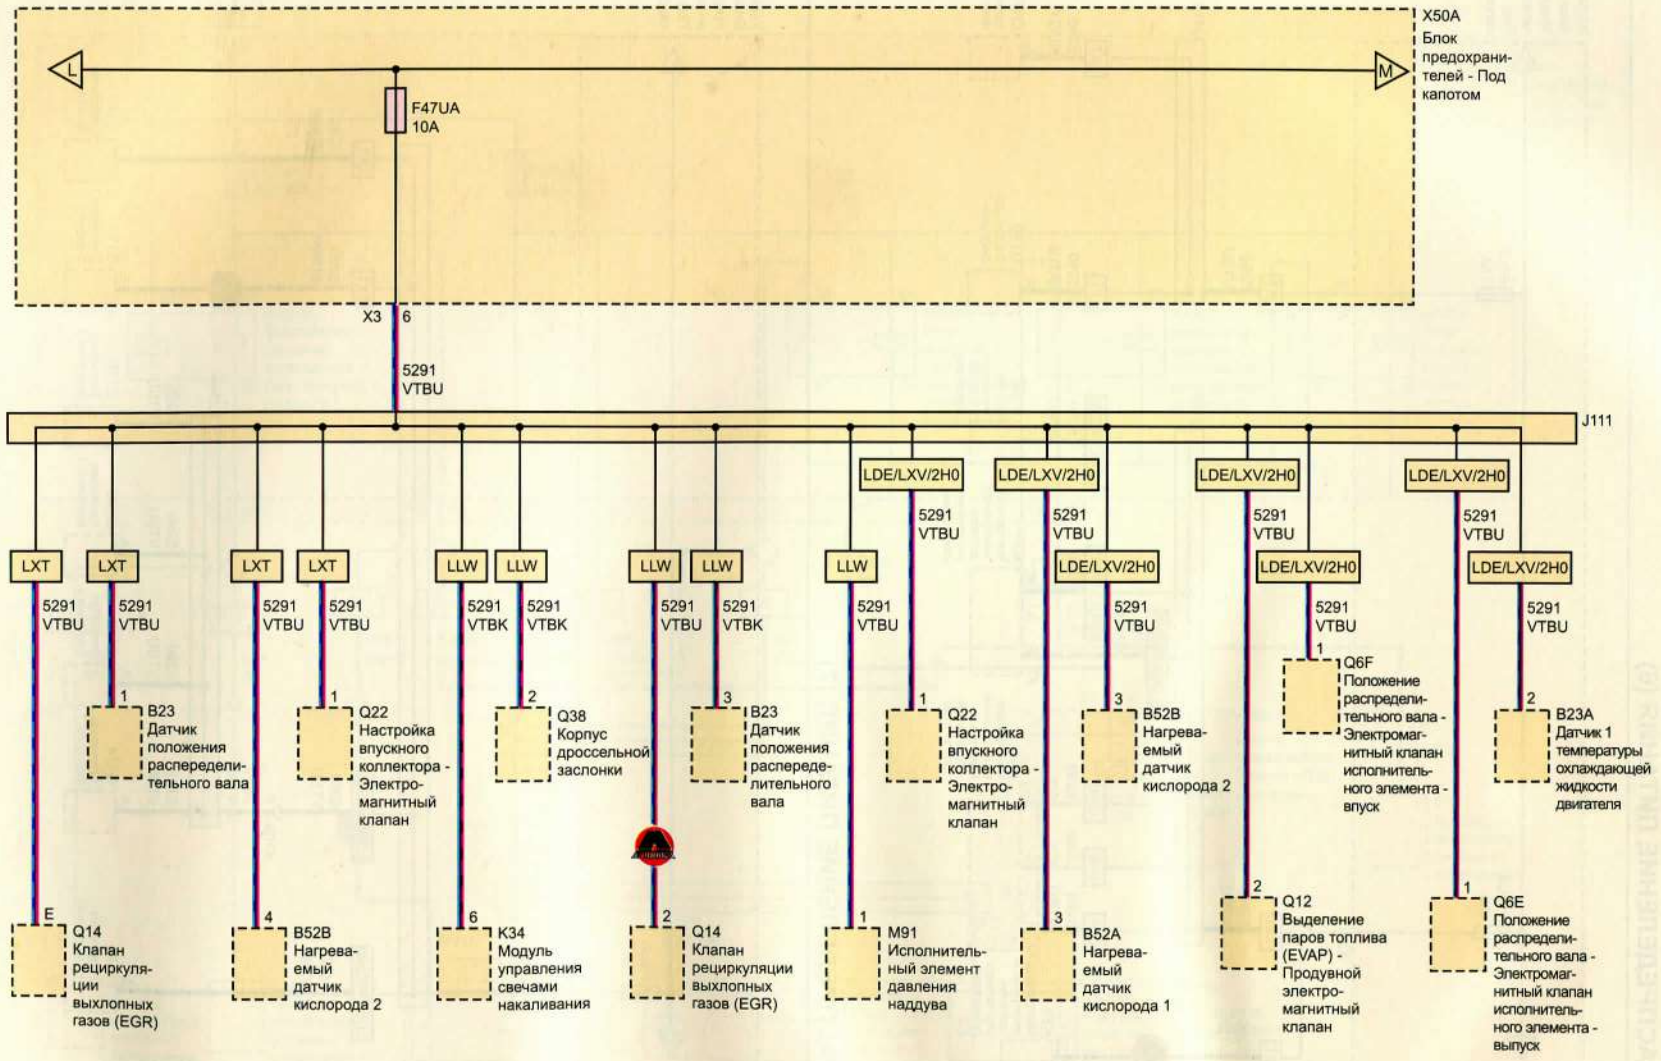 X50A
Блок
предохрани-
телей - Под
капотом
L
M
F47UA
10A
X3
6
5291
VTBU
J111
LDE/LXV/2H0
LDE/LXV/2H0
LDE/LXV/2H0
LDE/LXV/2H0
5291
VTBU
5291
VTBU
5291
VTBU
5291
VTBU
LXT
LXT
LXT
LXT
LLW
LLW
LLW
LLW
LLW
LDE/LXV/2H0
LDE/LXV/2H0
LDE/LXV/2H0
5291
VTBU
5291
VTBU
5291
VTBU
5291
VTBU
5291
VTBK
5291
VTBK
5291
VTBU
5291
VTBK
5291
VTBU
5291
VTBU
5291
VTBU
5291
VTBU
1
B23
Датчик
положения
распередели-
тельного вала
1
Q22
Настройка
впускного
коллектора -
Электро-
магнитный
клапан
2
Q38
Корпус
дроссельной
заслонки
3
B23
Датчик
положения
распереде-
лительного
вала
1
Q22
Настройка
впускного
коллектора -
Электро-
магнитный
клапан
3
B52B
Нагрева-
емый
датчик
кислорода 2
1
Q6F
Положение
распредели-
тельного вала -
Электромаг-
нитный клапан
исполнитель-
ного элемента -
впуск
2
B23A
Датчик 1
температуры
охлаждающей
жидкости
двигателя
E
Q14
Клапан
рециркуля-
ции
выхлопных
газов (EGR)
4
B52B
Нагрева-
емый
датчик
кислорода 2
6
K34
Модуль
управления
свечами
накаливания
2
Q14
Клапан
рециркуляции
выхлопных
газов (EGR)
1
M91
Исполнитель-
ный элемент
давления
наддува
3
B52A
Нагрева-
емый
датчик
кислорода 1
2
Q12
Выделение
паров топлива
(EVAP) -
Продувной
электро-
магнитный
клапан
1
Q6E
Положение
распредели-
тельного вала -
Электромаг-
нитный клапан
исполнитель-
ного элемента -
выпуск